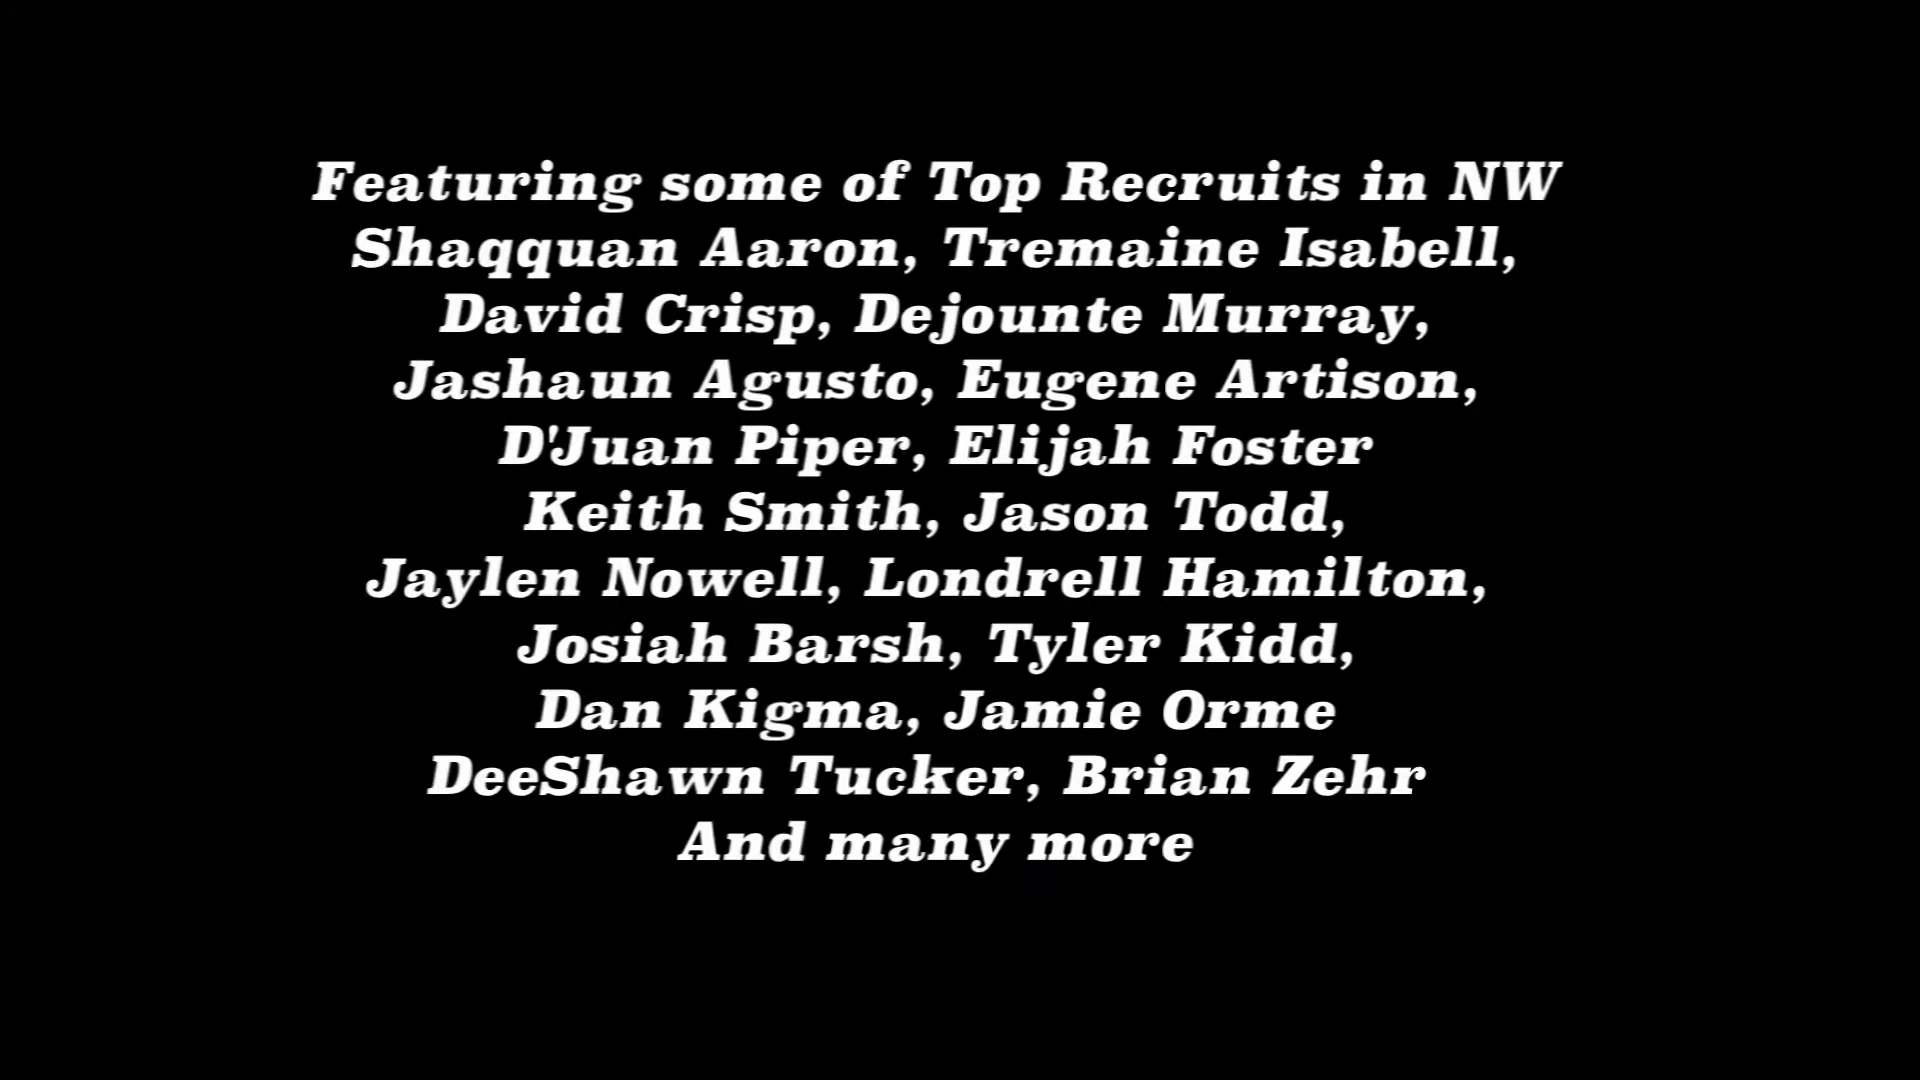 Featuring some of Top Recruits in NW
Shaqquan Aaron, Tremaine Isabell,
David Crisp, Dejounte Murray,
Jashaun Agusto, Eugene Artison,
D'Juan Piper, Elijah Foster
Keith Smith, Jason Todd,
Jaylen Nowell, Londrell Hamilton,
Josiah Barsh, Tyler Kidd,
Dan Kigma, Jamie Orme
DeeShawn Tucker, Brian Zehr
And many more